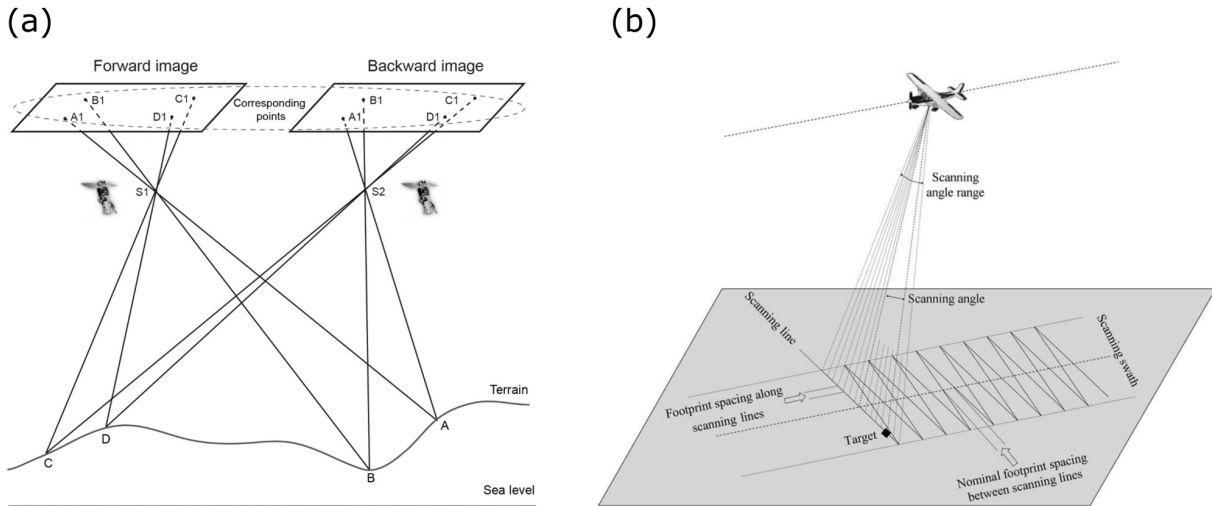 (a)
Forward image
Backward image
B1
C1
A1
D1
Corresponding
points
B1
C1
A1
D1
S1
S2
Terrain
A
D
C
B
Sea level
(b)
Scanning
angle range
Scanning angle
Scanning line
Scanning swath
Footprint spacing along
scanning lines
Target
Nominal footprint spacing
between scanning lines